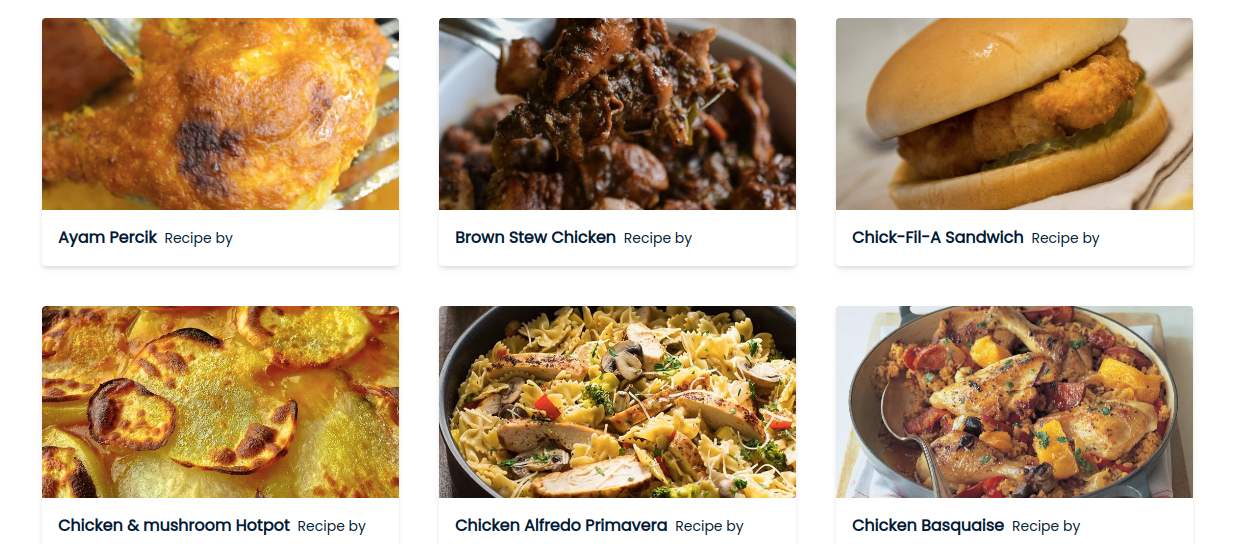 Ayam Percik Recipe by
Brown Stew Chicken Recipe by
Chick-Fil-A Sandwich Recipe by
Chicken & mushroom Hotpot Recipe by
Chicken Alfredo Primavera Recipe by
Chicken Basquaise Recipe by